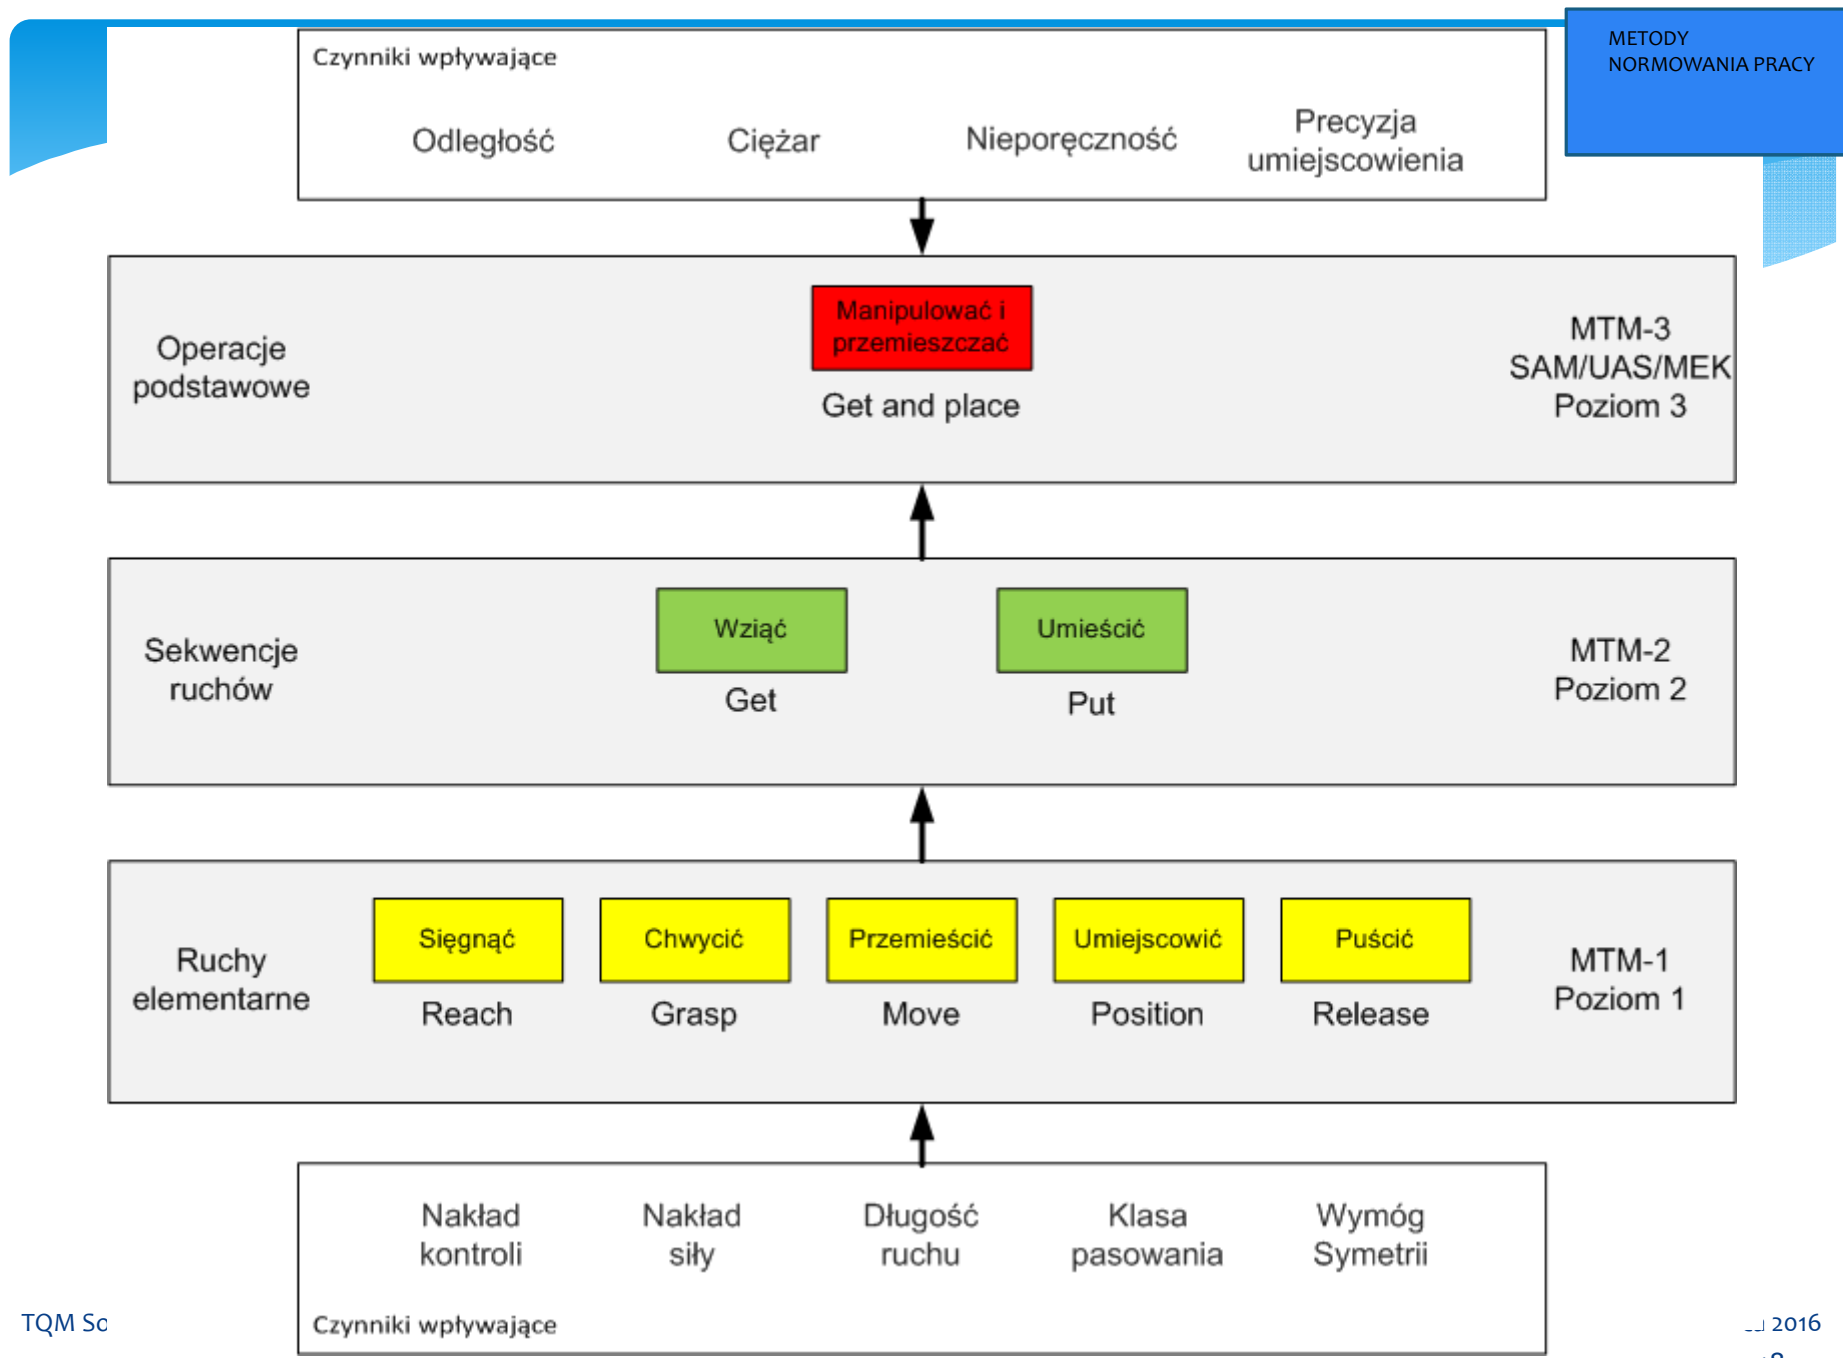 METODY
NORMOWANIA PRACY
Czynniki wpływające
Odległość Ciężar Nieporęczność Precyzja
umiejscowienia
Manipulować i
przemieszczać
Get and place
Operacje
podstawowe
MTM-3
SAM/UAS/MEK
Poziom 3
Wziąć Umieścić
Get Put
Sekwencje
ruchów
MTM-2
Poziom 2
Sięgnąć Chwycić Przemieścić Umiejscowić Puścić
Reach Grasp Move Position Release
Ruchy
elementarne
MTM-1
Poziom 1
Nakład
kontroli
Nakład
siły
Długość
ruchu
Klasa
pasowania
Wymóg
Symetrii
Czynniki wpływające
TQM
2016